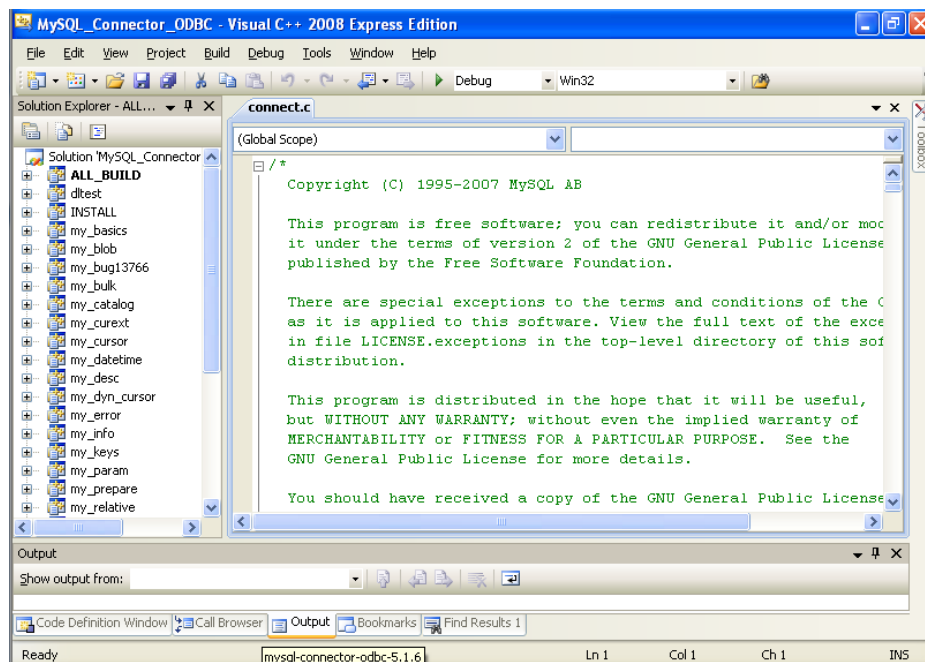 MySQL_Connector_ODBC - Visual C++ 2008 Express Edition
File Edit View Project Build Debug Tools Window Help
Debug Win32
Solution Explorer - ALL...
connect.c
Toolbox
(Global Scope)
Solution 'MySQL_Connector
ALL_BUILD
dltest
INSTALL
my_basics
my_blob
my_bug13766
my_bulk
my_catalog
my_curext
my_cursor
my_datetime
my_desc
my_dyn_cursor
my_error
my_info
my_keys
my_param
my_prepare
my_relative
/*
Copyright (C) 1995-2007 MySQL AB
This program is free software; you can redistribute it and/or mod
it under the terms of version 2 of the GNU General Public License
published by the Free Software Foundation.
There are special exceptions to the terms and conditions of the G
as it is applied to this software. View the full text of the exce
in file LICENSE.exceptions in the top-level directory of this sof
distribution.
This program is distributed in the hope that it will be useful,
but WITHOUT ANY WARRANTY; without even the implied warranty of
MERCHANTABILITY or FITNESS FOR A PARTICULAR PURPOSE. See the
GNU General Public License for more details.
You should have received a copy of the GNU General Public License
Output
Show output from:
Code Definition Window Call Browser Output Bookmarks Find Results 1
Ready mysql-connector-odbc-5.1.6 Ln 1 Col 1 Ch 1 INS